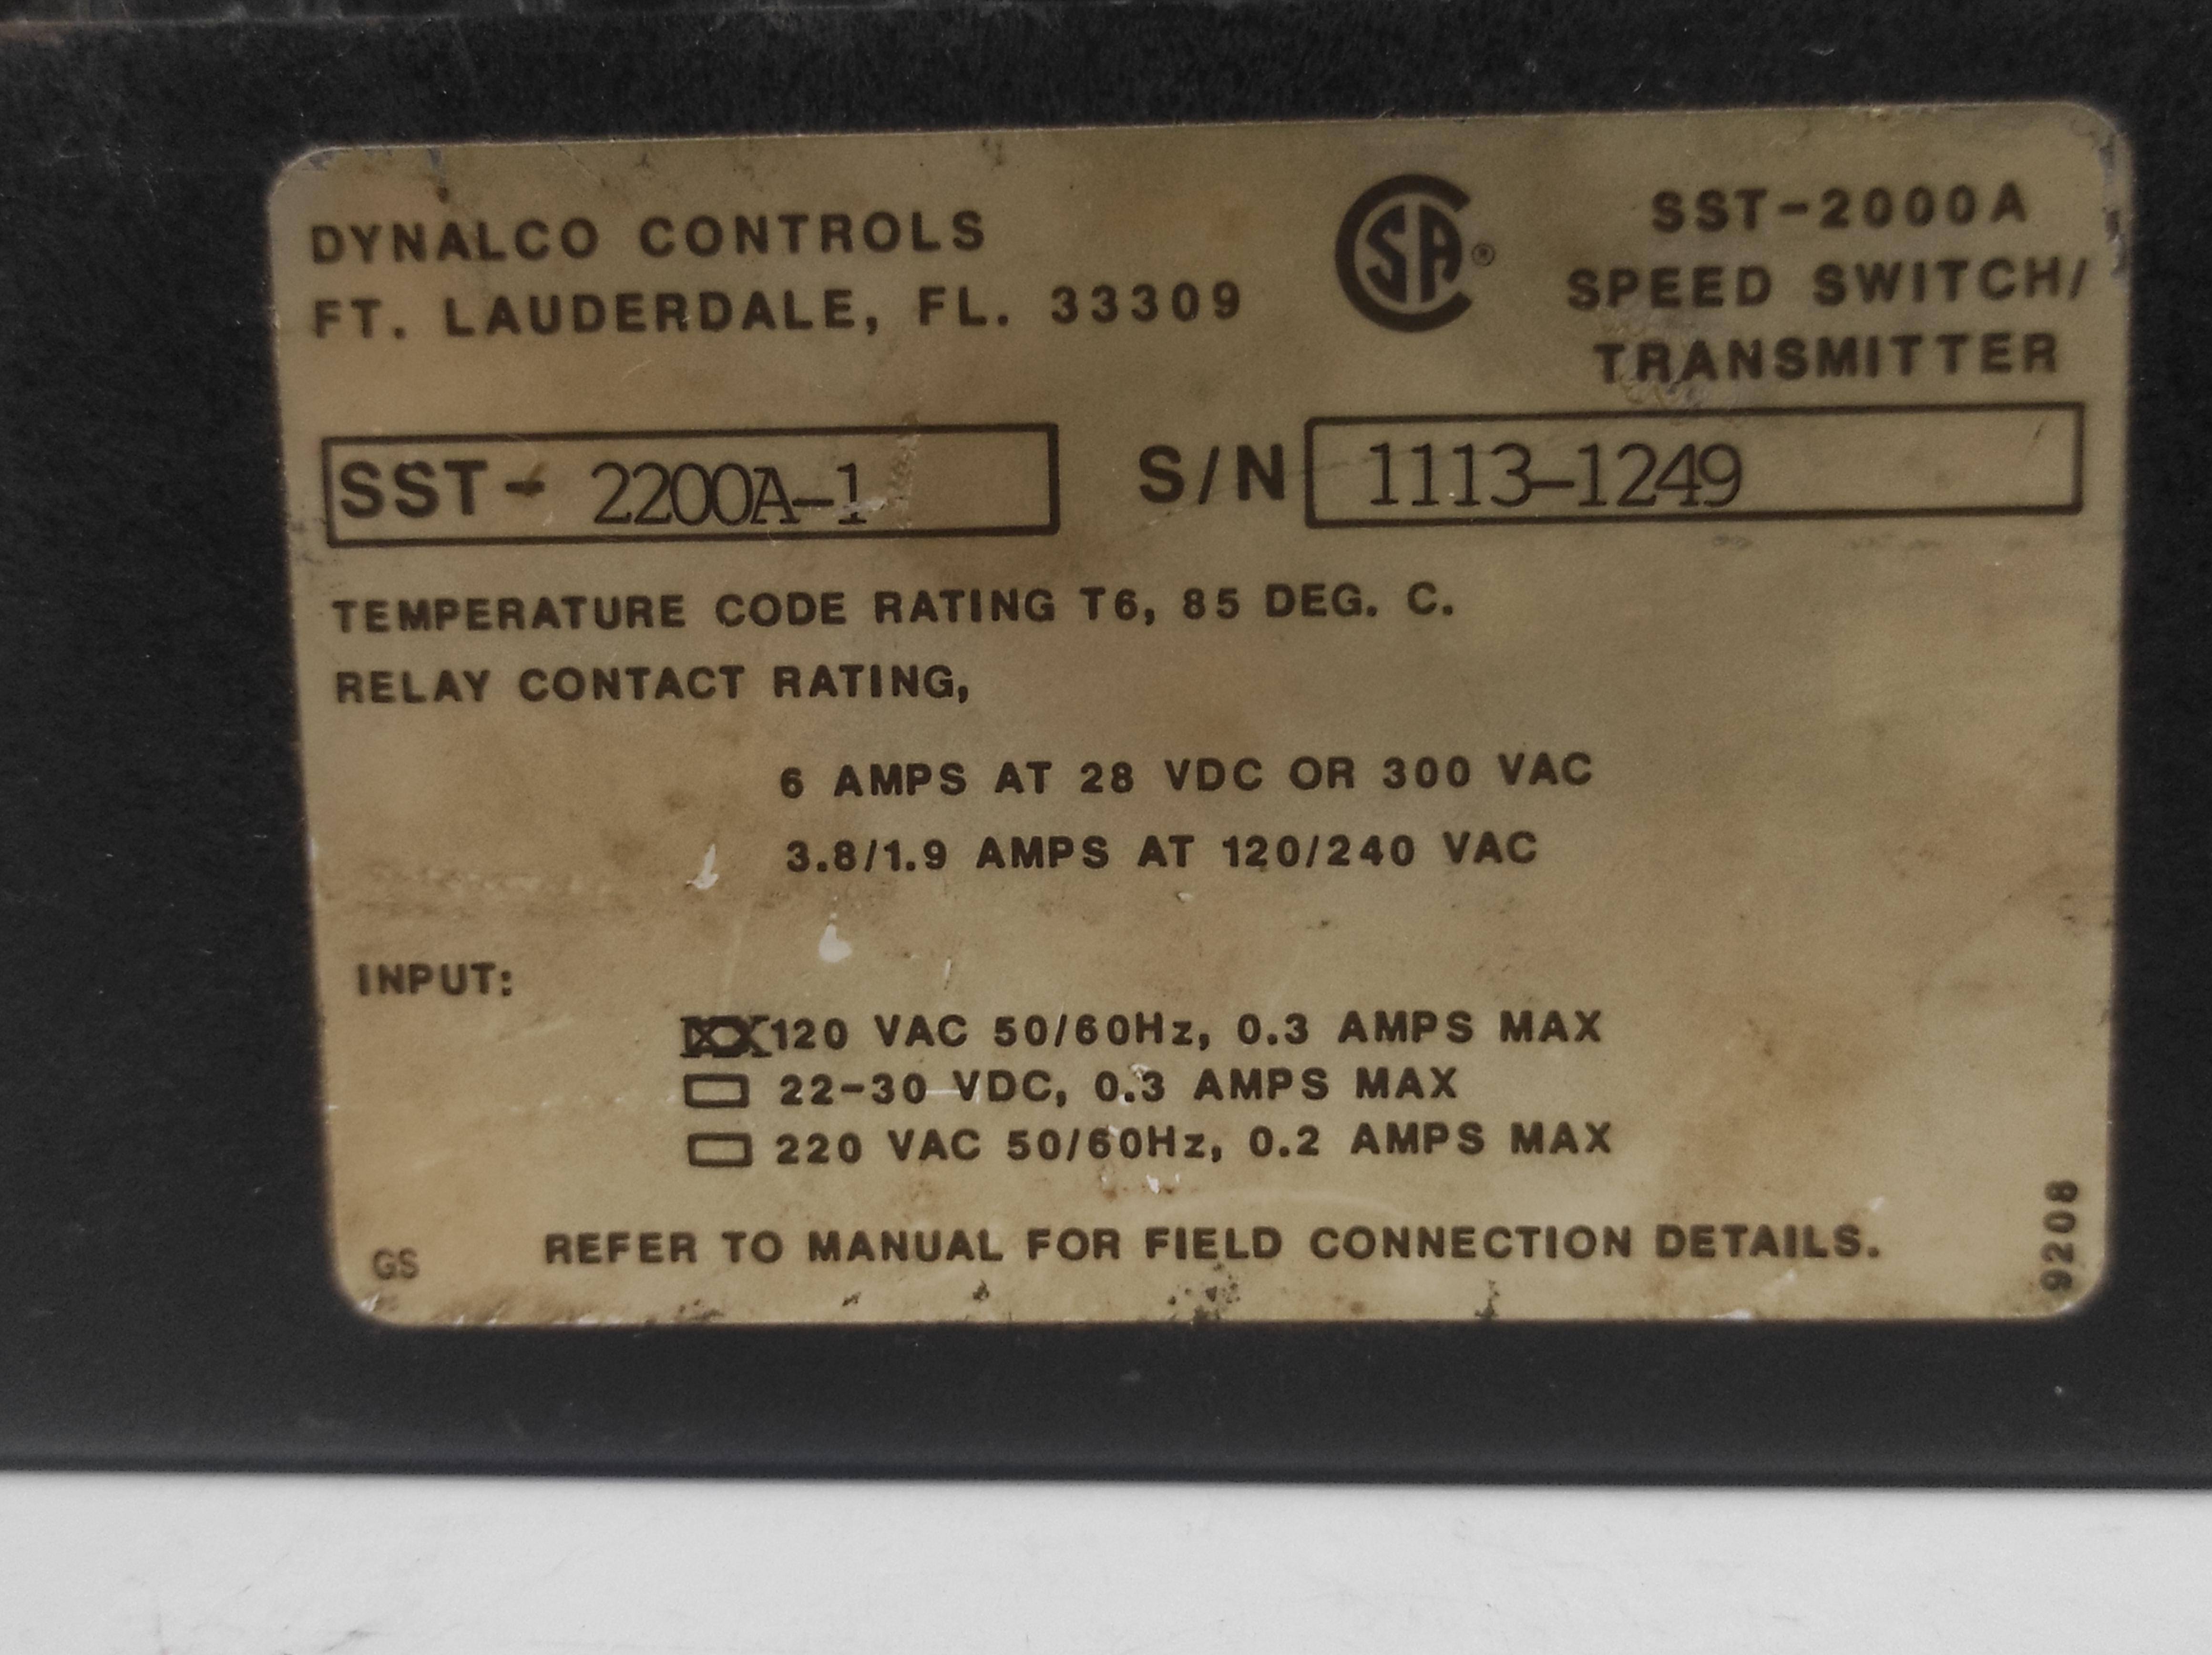 DYNALCO CONTROLS
FT. LAUDERDALE, FL. 33309
CSA®
SST-2000A
SPEED SWITCH/
TRANSMITTER
SST- 2200A-1
S/N 1113-1249
TEMPERATURE CODE RATING T6, 85 DEG. C.
RELAY CONTACT RATING,
6 AMPS AT 28 VDC OR 300 VAC
3.8/1.9 AMPS AT 120/240 VAC
INPUT:
XX 120 VAC 50/60Hz, 0.3 AMPS MAX
22-30 VDC, 0.3 AMPS MAX
220 VAC 50/60Hz, 0.2 AMPS MAX
GS
REFER TO MANUAL FOR FIELD CONNECTION DETAILS.
9208